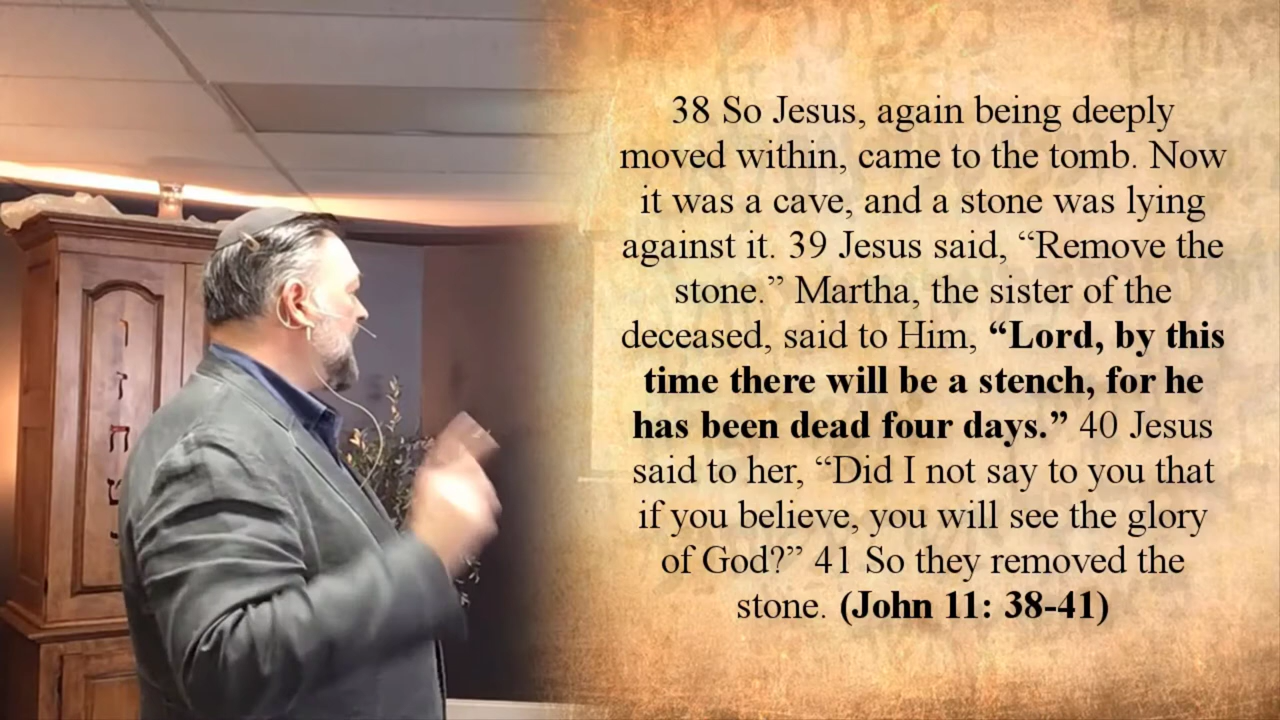 38 So Jesus, again being deeply
moved within, came to the tomb. Now
it was a cave, and a stone was lying
against it. 39 Jesus said, “Remove the
stone.” Martha, the sister of the
deceased, said to Him, “Lord, by this
time there will be a stench, for he
has been dead four days.” 40 Jesus
said to her, “Did I not say to you that
if you believe, you will see the glory
of God?” 41 So they removed the
stone. (John 11: 38-41)
ו
ז
ח
ט